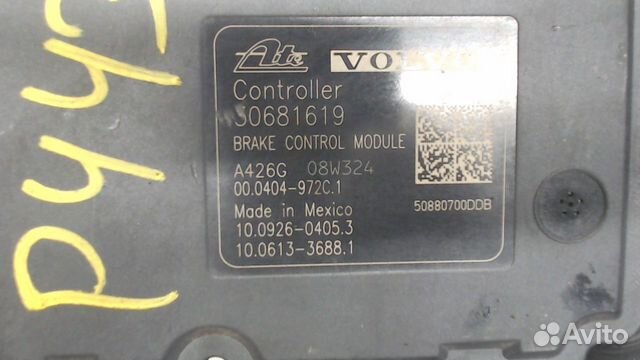 P443
Ate VOLVO
Controller
30681619
BRAKE CONTROL MODULE
A426G 08W324
00.0404-972C.1
Made in Mexico
50880700DDB
10.0926-0405.3
10.0613-3688.1
Avito